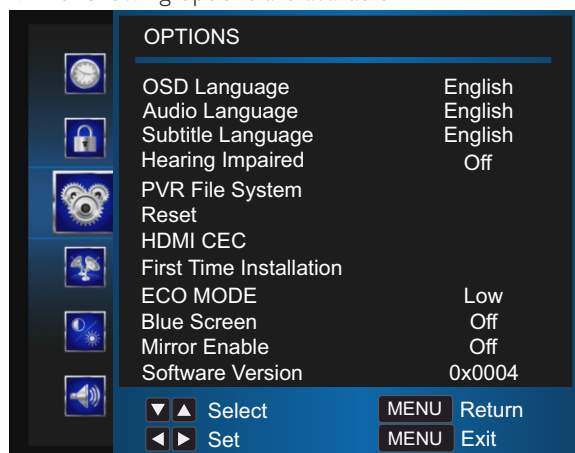 OPTIONS
OSD Language English
Audio Language English
Subtitle Language English
Hearing Impaired Off
PVR File System
Reset
HDMI CEC
First Time Installation
ECO MODE Low
Blue Screen Off
Mirror Enable Off
Software Version 0x0004
Select MENU Return
Set MENU Exit